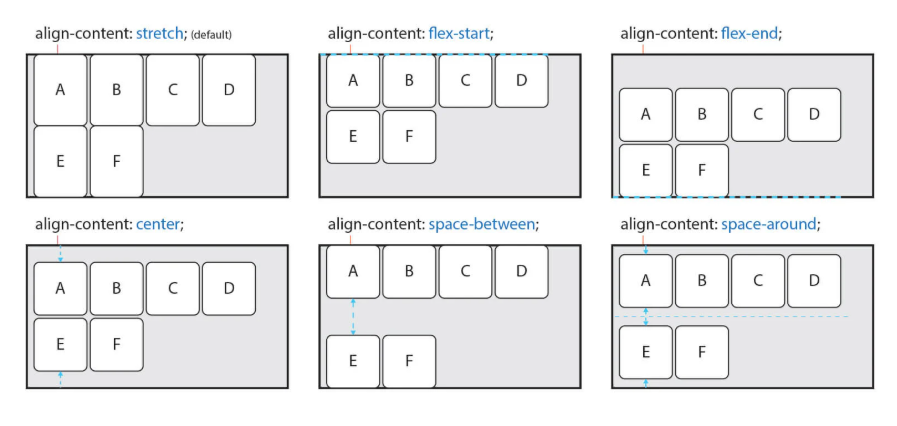 align-content: stretch; (default)
A B C D
E F
align-content: flex-start;
A B C D
E F
align-content: flex-end;
A B C D
E F
align-content: center;
A B C D
E F
align-content: space-between;
A B C D
E F
align-content: space-around;
A B C D
E F